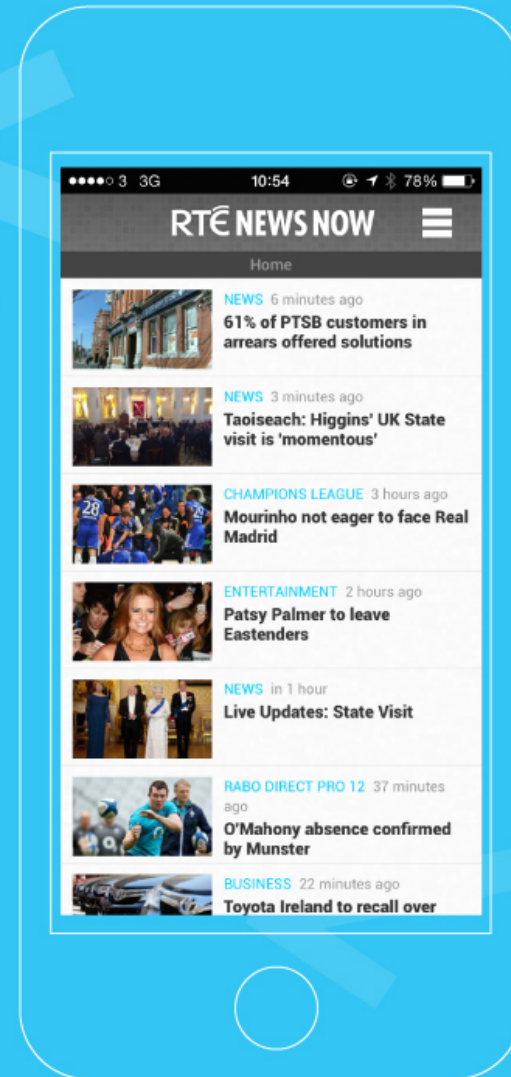 3 3G 10:54 78%
RTÉ NEWS NOW
Home
NEWS 6 minutes ago
61% of PTSB customers in
arrears offered solutions
NEWS 3 minutes ago
Taoiseach: Higgins' UK State
visit is 'momentous'
CHAMPIONS LEAGUE 3 hours ago
Mourinho not eager to face Real
Madrid
ENTERTAINMENT 2 hours ago
Patsy Palmer to leave
Eastenders
NEWS in 1 hour
Live Updates: State Visit
RABO DIRECT PRO 12 37 minutes
ago
O'Mahony absence confirmed
by Munster
BUSINESS 22 minutes ago
Toyota Ireland to recall over